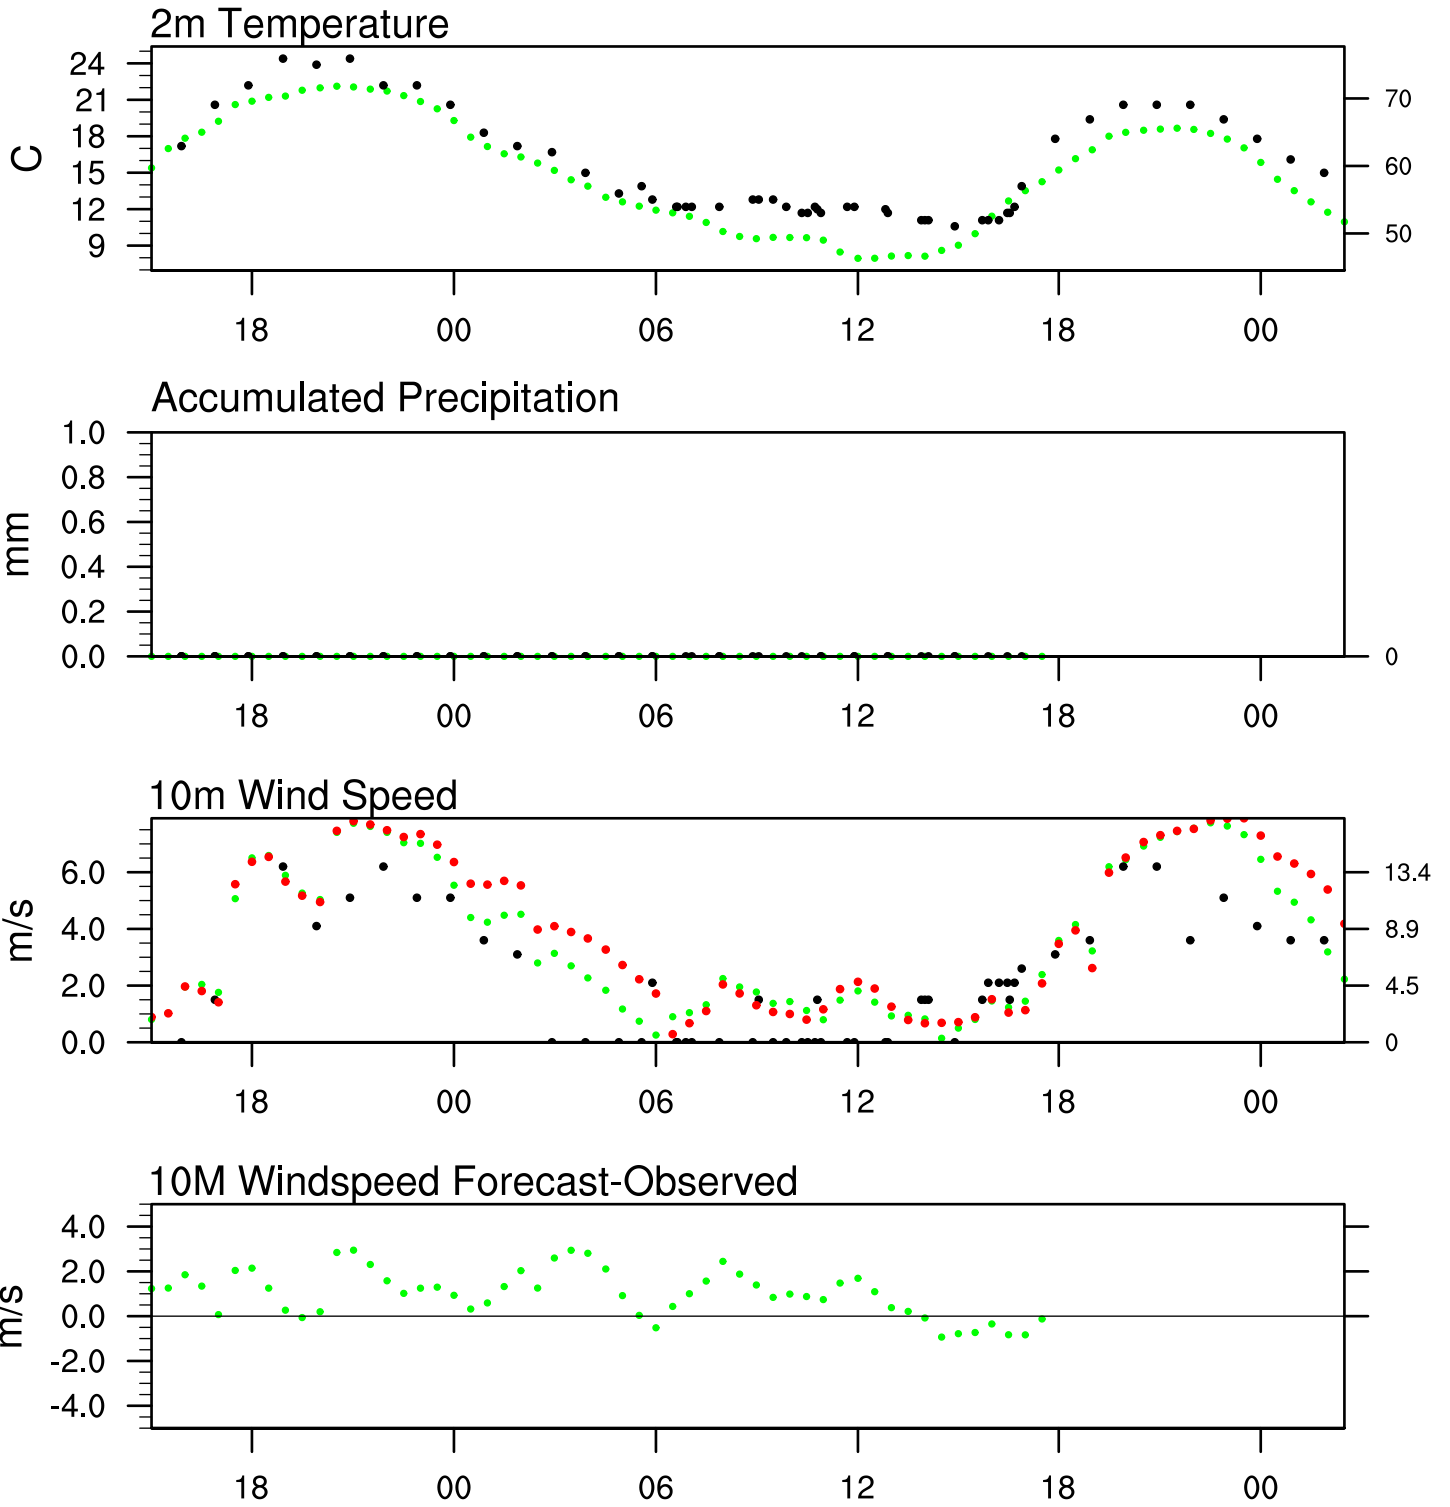 2m Temperature
24
21
18
15
12
9
C
70
60
50
18 00 06 12 18 00
Accumulated Precipitation
1.0
0.8
0.6
0.4
0.2
0.0
mm
0
18 00 06 12 18 00
10m Wind Speed
6.0
4.0
2.0
0.0
m/s
13.4
8.9
4.5
0
18 00 06 12 18 00
10M Windspeed Forecast-Observed
4.0
2.0
0.0
-2.0
-4.0
m/s
18 00 06 12 18 00